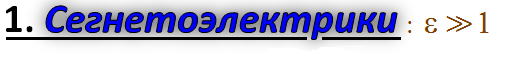 1. Сегнетоэлектрики : ε ≫ 1